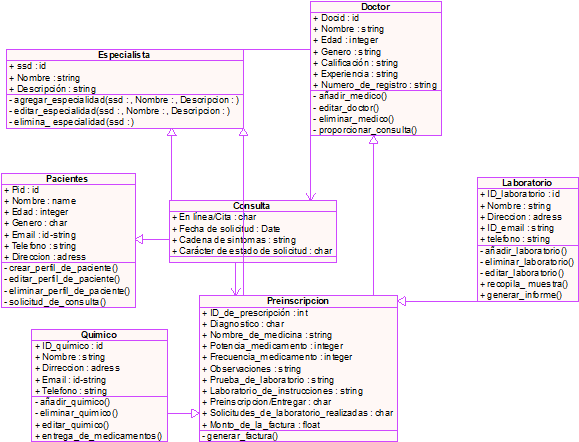 Doctor
+ Docid : id
+ Nombre : string
+ Edad : integer
+ Genero : string
+ Calificación : string
+ Experiencia : string
+ Numero_de_registro : string
- añadir_medico()
- editar_doctor()
- eliminar_medico()
- proporcionar_consulta()
Especialista
+ ssd : id
+ Nombre : string
+ Descripción : string
- agregar_especialidad(ssd : , Nombre : , Descripcion : )
- editar_especialidad(ssd : , Nombre : , Descripcion : )
- elimina_ especialidad(ssd : )
Pacientes
+ Pid : id
+ Nombre : name
+ Edad : integer
+ Genero : char
+ Email : id-string
+ Telefono : string
+ Direccion : adress
- crear_perfil_de_paciente()
- editar_perfil_de_paciente()
- eliminar_perfil_de_paciente()
- solicitud_de_consulta()
Consulta
+ En línea/Cita : char
+ Fecha de solicitud : Date
+ Cadena de síntomas : string
+ Carácter de estado de solicitud : char
Laboratorio
+ ID_laboratorio : id
+ Nombre : string
+ Direccion : adress
+ ID_email : string
+ telefono : string
- añadir_laboratorio()
- eliminar_laboratorio()
- editar_laboratorio()
+ recopila_ muestra()
+ generar_informe()
Preinscripcion
+ ID_de_prescripción : int
+ Diagnostico : char
+ Nombre_de_medicina : string
+ Potencia_medicamento : integer
+ Frecuencia_medicamento : integer
+ Observaciones : string
+ Prueba_de_laboratorio : string
+ Laboratorio_de_instrucciones : string
+ Preinscripcion/Entregar : char
+ Solicitudes_de_laboratorio_realizadas : char
+ Monto_de la_factura : float
- generar_factura()
Quimico
+ ID_químico : id
+ Nombre : string
+ Dirreccion : adress
+ Email : id-string
+ Telefono : string
- añadir_quimico()
- eliminar_quimico()
+ editar_quimico()
+ entrega_de_medicamentos()